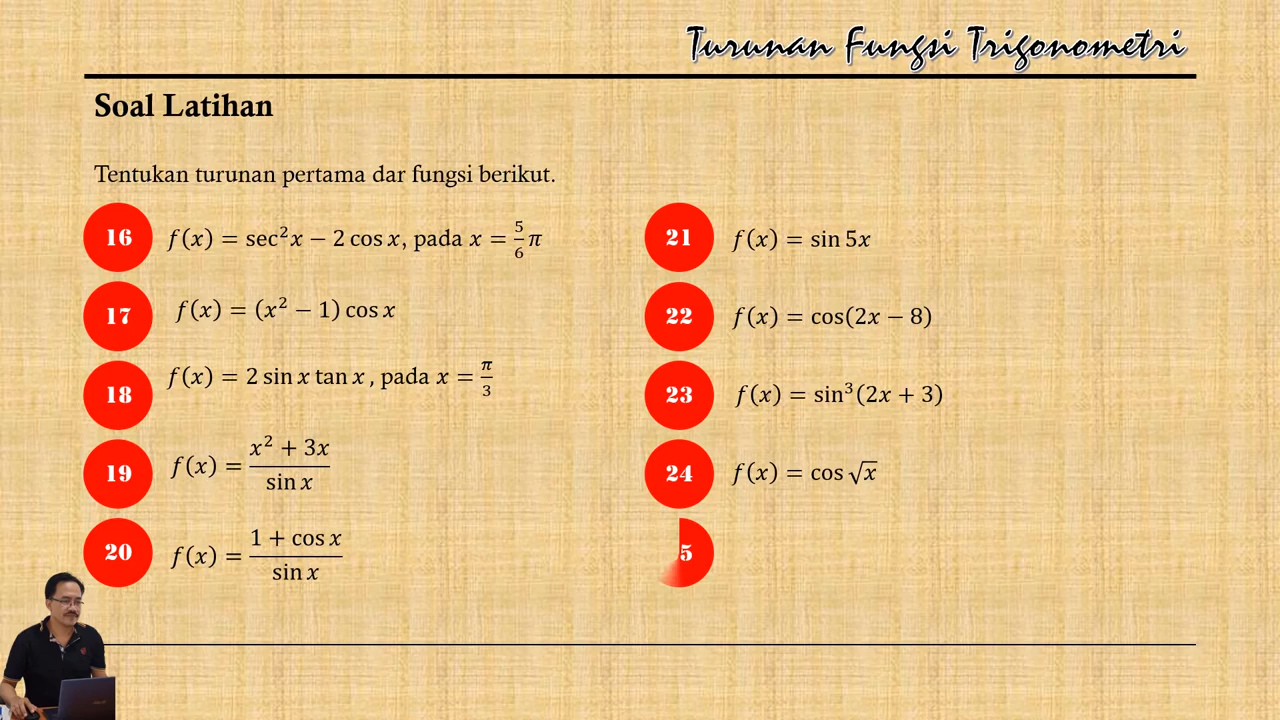 Turunan Fungsi Trigonometri
Soal Latihan
Tentukan turunan pertama dar fungsi berikut.
16 f(x) = sec²x − 2 cos x, pada x = 5/6 π
17 f(x) = (x² − 1) cos x
18 f(x) = 2 sin x tan x , pada x = π/3
19 f(x) = (x² + 3x)/(sin x)
20 f(x) = (1 + cos x)/(sin x)
21 f(x) = sin 5x
22 f(x) = cos(2x − 8)
23 f(x) = sin³(2x + 3)
24 f(x) = cos √x
5